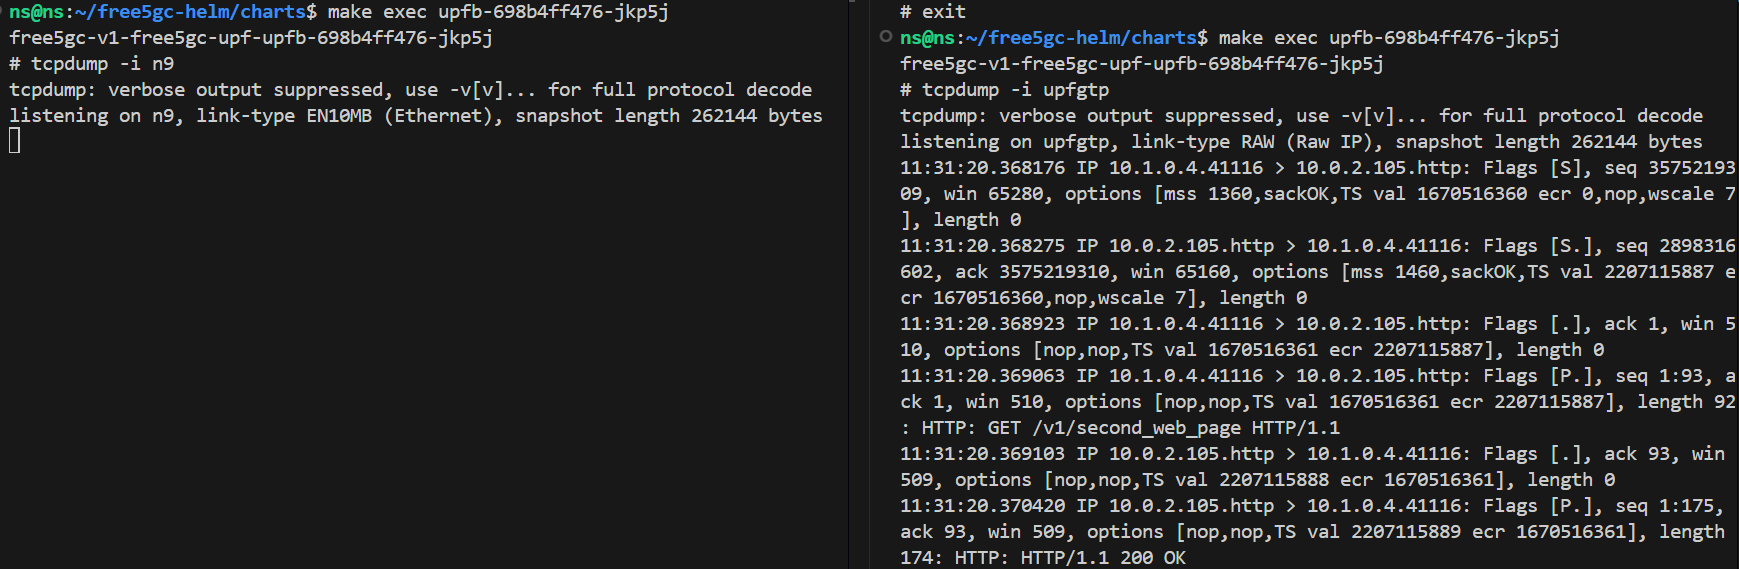 ns@ns:~/free5gc-helm/charts$ make exec upfb-698b4ff476-jkp5j
free5gc-v1-free5gc-upf-upfb-698b4ff476-jkp5j
# tcpdump -i n9
tcpdump: verbose output suppressed, use -v[v]... for full protocol decode
listening on n9, link-type EN10MB (Ethernet), snapshot length 262144 bytes
# exit
ns@ns:~/free5gc-helm/charts$ make exec upfb-698b4ff476-jkp5j
free5gc-v1-free5gc-upf-upfb-698b4ff476-jkp5j
# tcpdump -i upfgtp
tcpdump: verbose output suppressed, use -v[v]... for full protocol decode
listening on upfgtp, link-type RAW (Raw IP), snapshot length 262144 bytes
11:31:20.368176 IP 10.1.0.4.41116 > 10.0.2.105.http: Flags [S], seq 35752193
09, win 65280, options [mss 1360,sackOK,TS val 1670516360 ecr 0,nop,wscale 7
], length 0
11:31:20.368275 IP 10.0.2.105.http > 10.1.0.4.41116: Flags [S.], seq 2898316
602, ack 3575219310, win 65160, options [mss 1460,sackOK,TS val 2207115887 e
cr 1670516360,nop,wscale 7], length 0
11:31:20.368923 IP 10.1.0.4.41116 > 10.0.2.105.http: Flags [.], ack 1, win 5
10, options [nop,nop,TS val 1670516361 ecr 2207115887], length 0
11:31:20.369063 IP 10.1.0.4.41116 > 10.0.2.105.http: Flags [P.], seq 1:93, a
ck 1, win 510, options [nop,nop,TS val 1670516361 ecr 2207115887], length 92
: HTTP: GET /v1/second_web_page HTTP/1.1
11:31:20.369103 IP 10.0.2.105.http > 10.1.0.4.41116: Flags [.], ack 93, win
509, options [nop,nop,TS val 2207115888 ecr 1670516361], length 0
11:31:20.370420 IP 10.0.2.105.http > 10.1.0.4.41116: Flags [P.], seq 1:175,
ack 93, win 509, options [nop,nop,TS val 2207115889 ecr 1670516361], length
174: HTTP: HTTP/1.1 200 OK